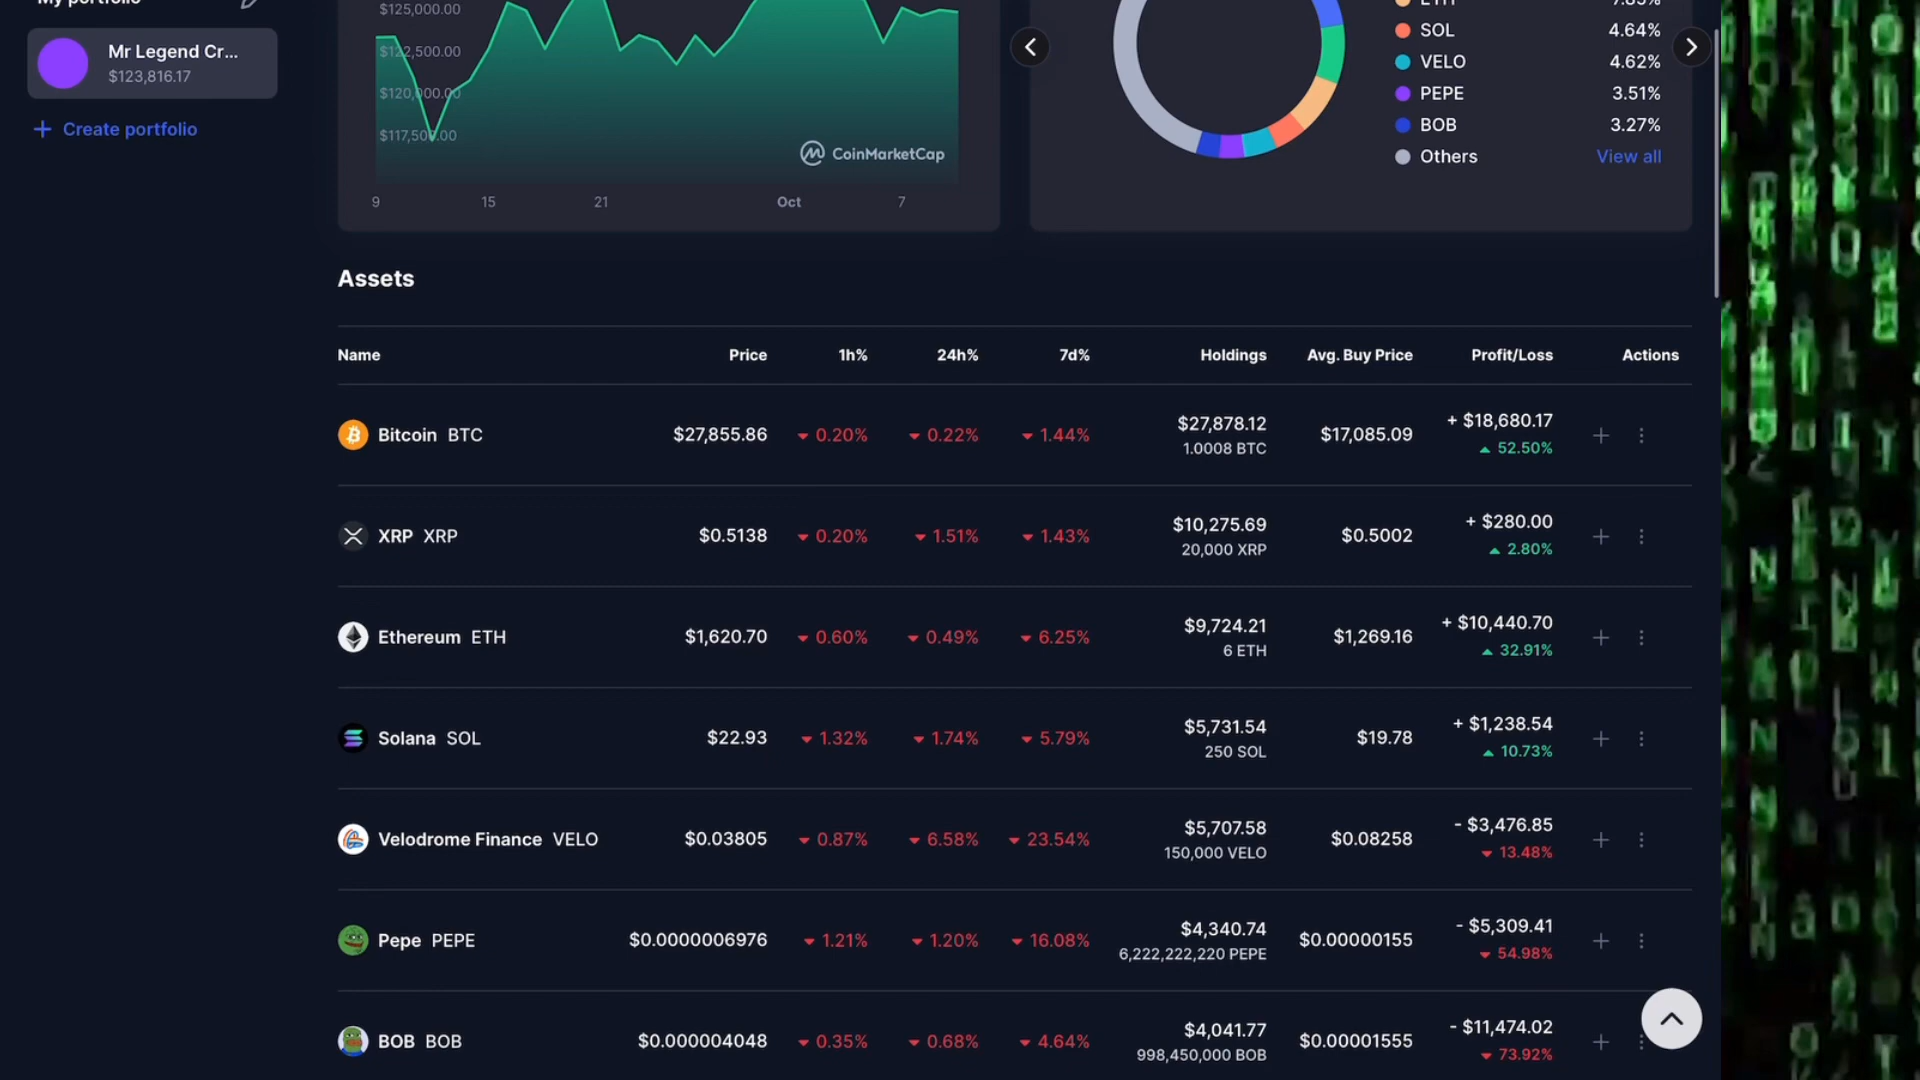 My portfolio
Mr Legend Cr...
$123,816.17
+ Create portfolio
$125,000.00
$122,500.00
$120,000.00
$117,500.00
CoinMarketCap
9 15 21 Oct 7
ETH 7.85%
SOL 4.64%
VELO 4.62%
PEPE 3.51%
BOB 3.27%
Others View all
Assets
Name Price 1h% 24h% 7d% Holdings Avg. Buy Price Profit/Loss Actions
Bitcoin BTC $27,855.86 0.20% 0.22% 1.44% $27,878.12 $17,085.09 + $18,680.17
1.0008 BTC 52.50%
XRP XRP $0.5138 0.20% 1.51% 1.43% $10,275.69 $0.5002 + $280.00
20,000 XRP 2.80%
Ethereum ETH $1,620.70 0.60% 0.49% 6.25% $9,724.21 $1,269.16 + $10,440.70
6 ETH 32.91%
Solana SOL $22.93 1.32% 1.74% 5.79% $5,731.54 $19.78 + $1,238.54
250 SOL 10.73%
Velodrome Finance VELO $0.03805 0.87% 6.58% 23.54% $5,707.58 $0.08258 - $3,476.85
150,000 VELO 13.48%
Pepe PEPE $0.0000006976 1.21% 1.20% 16.08% $4,340.74 $0.00000155 - $5,309.41
6,222,222,220 PEPE 54.98%
BOB BOB $0.000004048 0.35% 0.68% 4.64% $4,041.77 $0.00001555 - $11,474.02
998,450,000 BOB 73.92%